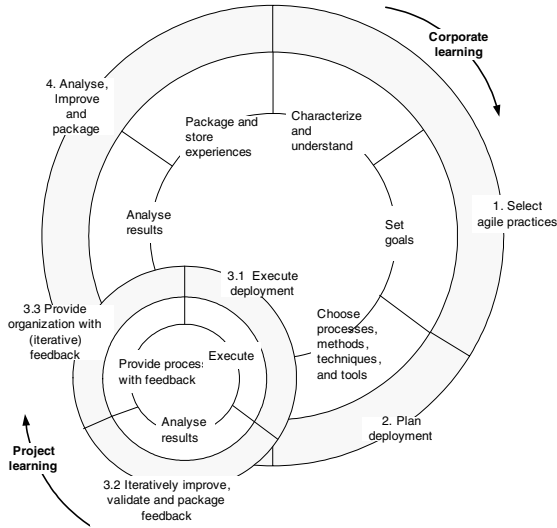 Corporate
learning
4. Analyse,
Improve
and
package
Package and
store
experiences
Characterize
and
understand
1. Select
agile practices
Analyse
results
Set
goals
3.1 Execute
deployment
3.3 Provide
organization with
(iterative)
feedback
Choose
processes,
methods,
techniques,
and tools
Provide proces
with feedback
Execute
Analyse
results
2. Plan
deployment
Project
learning
3.2 Iteratively improve,
validate and package
feedback